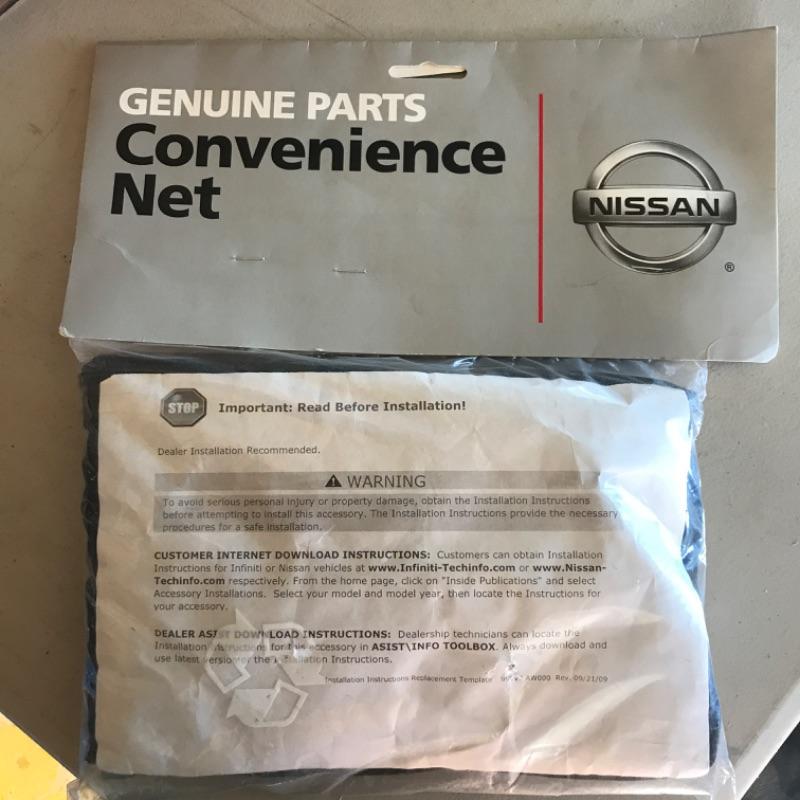 GENUINE PARTS
Convenience
Net
NISSAN
®
STOP
Important: Read Before Installation!
Dealer Installation Recommended.
WARNING
To avoid serious personal injury or property damage, obtain the Installation Instructions
before attempting to install this accessory. The Installation Instructions provide the necessary
procedures for a safe installation.
CUSTOMER INTERNET DOWNLOAD INSTRUCTIONS: Customers can obtain Installation
Instructions for Infiniti or Nissan vehicles at www.Infiniti-Techinfo.com or www.Nissan-
Techinfo.com respectively. From the home page, click on "Inside Publications" and select
Accessory Installations. Select your model and model year, then locate the Instructions for
your accessory.
DEALER ASIST DOWNLOAD INSTRUCTIONS: Dealership technicians can locate the
Installation Instructions for this accessory in ASIST\INFO TOOLBOX. Always download and
use latest version of the Installation Instructions.
Installation Instructions Replacement Template AW000 Rev. 09/21/09